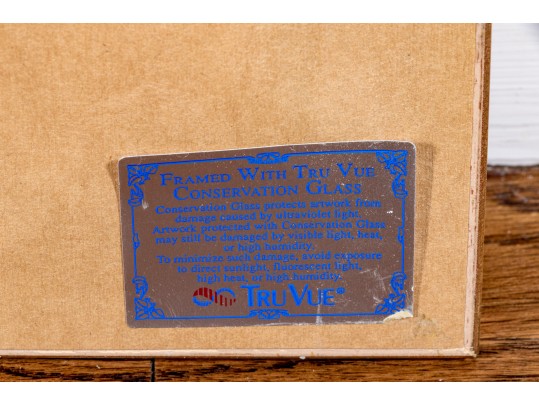 FRAMED WITH TRU VUE
CONSERVATION GLASS
Conservation Glass protects artwork from
damage caused by ultraviolet light.
Artwork protected with Conservation Glass
may still be damaged by visible light, heat,
or high humidity.
To minimize such damage, avoid exposure
to direct sunlight, fluorescent light,
high heat, or high humidity.
TRU VUE®